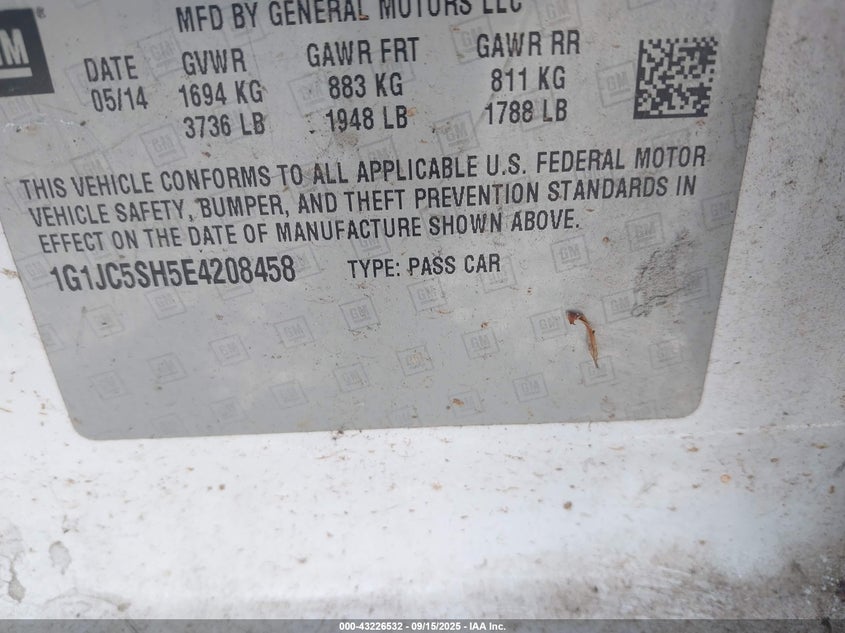 GM
®
MFD BY GENERAL MOTORS LLC
DATE GVWR GAWR FRT GAWR RR
05/14 1694 KG 883 KG 811 KG
3736 LB 1948 LB 1788 LB
THIS VEHICLE CONFORMS TO ALL APPLICABLE U.S. FEDERAL MOTOR
VEHICLE SAFETY, BUMPER, AND THEFT PREVENTION STANDARDS IN
EFFECT ON THE DATE OF MANUFACTURE SHOWN ABOVE.
1G1JC5SH5E4208458 TYPE: PASS CAR
000-43226532 - 09/15/2025 - IAA Inc.